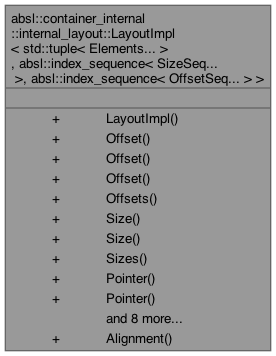 absl::container_internal
::internal_layout::LayoutImpl
< std::tuple< Elements... >
, absl::index_sequence< SizeSeq...
>, absl::index_sequence< OffsetSeq... > >
+ LayoutImpl()
+ Offset()
+ Offset()
+ Offset()
+ Offsets()
+ Size()
+ Size()
+ Sizes()
+ Pointer()
+ Pointer()
and 8 more...
+ Alignment()